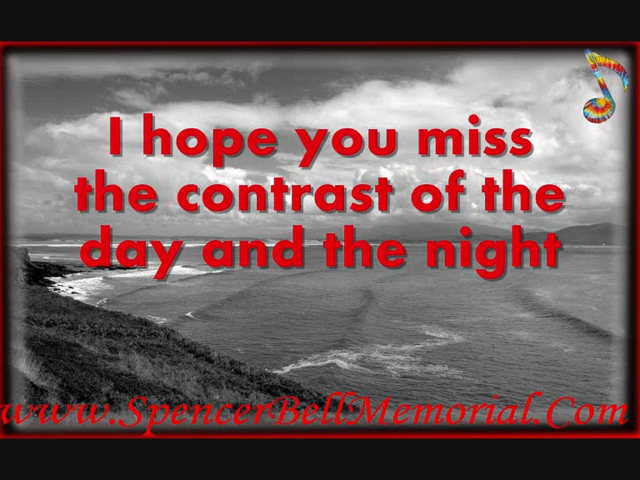 I hope you miss
the contrast of the
day and the night
www.SpencerBellMemorial.Com